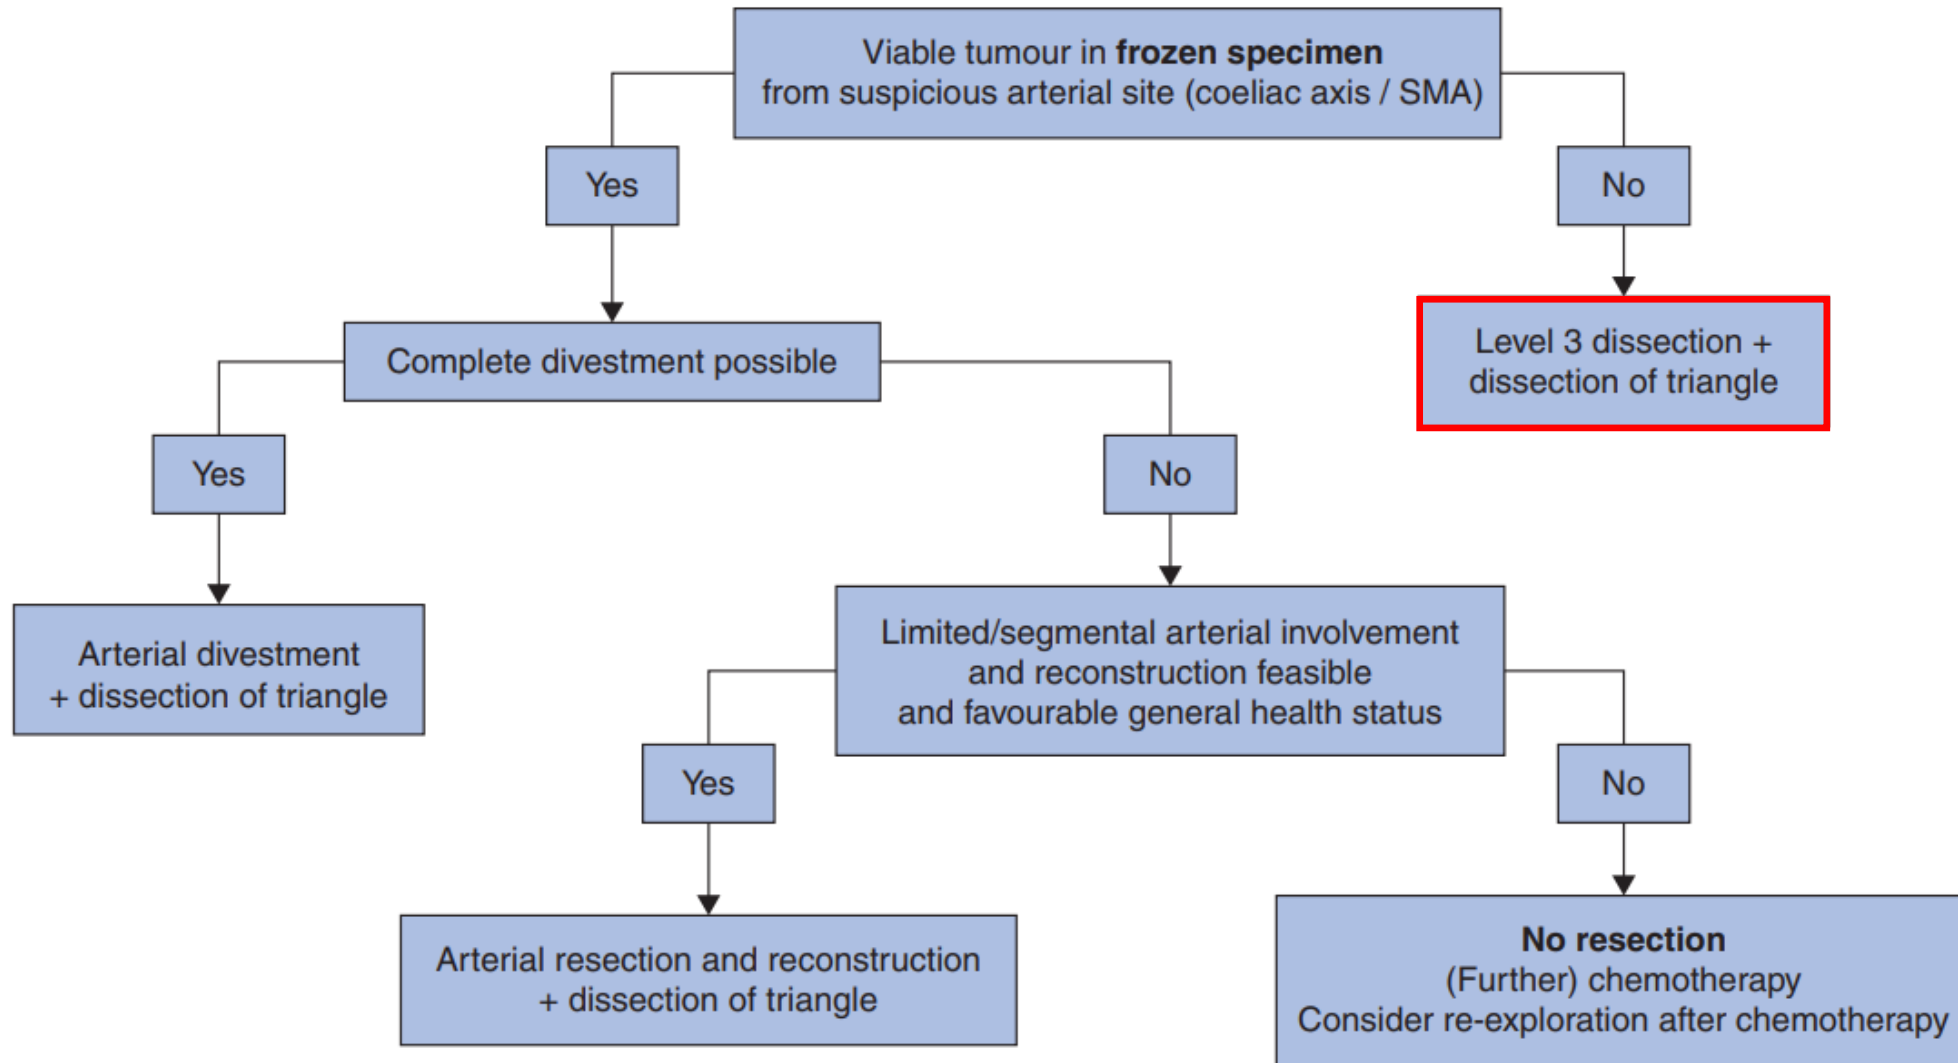 Viable tumour in frozen specimen
from suspicious arterial site (coeliac axis / SMA)
Yes
No
Level 3 dissection +
dissection of triangle
Complete divestment possible
Yes
No
Arterial divestment
+ dissection of triangle
Limited/segmental arterial involvement
and reconstruction feasible
and favourable general health status
Yes
No
Arterial resection and reconstruction
+ dissection of triangle
No resection
(Further) chemotherapy
Consider re-exploration after chemotherapy